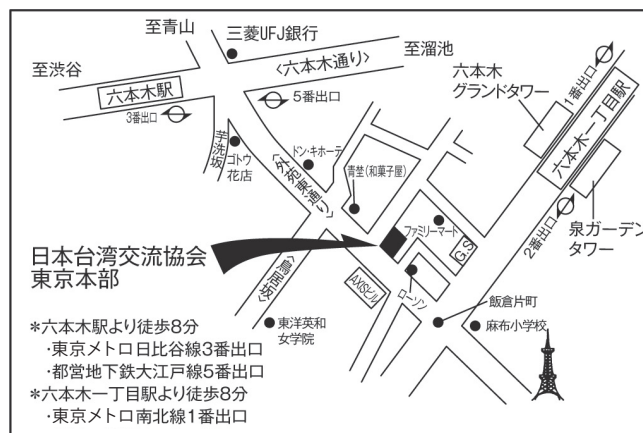 至青山
三菱UFJ銀行
至渋谷
〈六本木通り〉
至溜池
六本木駅
3番出口
5番出口
六本木
グランドタワー
1番出口
六本木一丁目駅
芋洗坂
ゴトウ
花店
ドン・キホーテ
〈外苑東通り〉
青埜(和菓子屋)
ファミリーマート
G.S
2番出口
泉ガーデン
タワー
日本台湾交流協会
東京本部
〈鳥居坂〉
AXISビル
ローソン
飯倉片町
麻布小学校
東洋英和
女学院
*六本木駅より徒歩8分
・東京メトロ日比谷線3番出口
・都営地下鉄大江戸線5番出口
*六本木一丁目駅より徒歩8分
・東京メトロ南北線1番出口